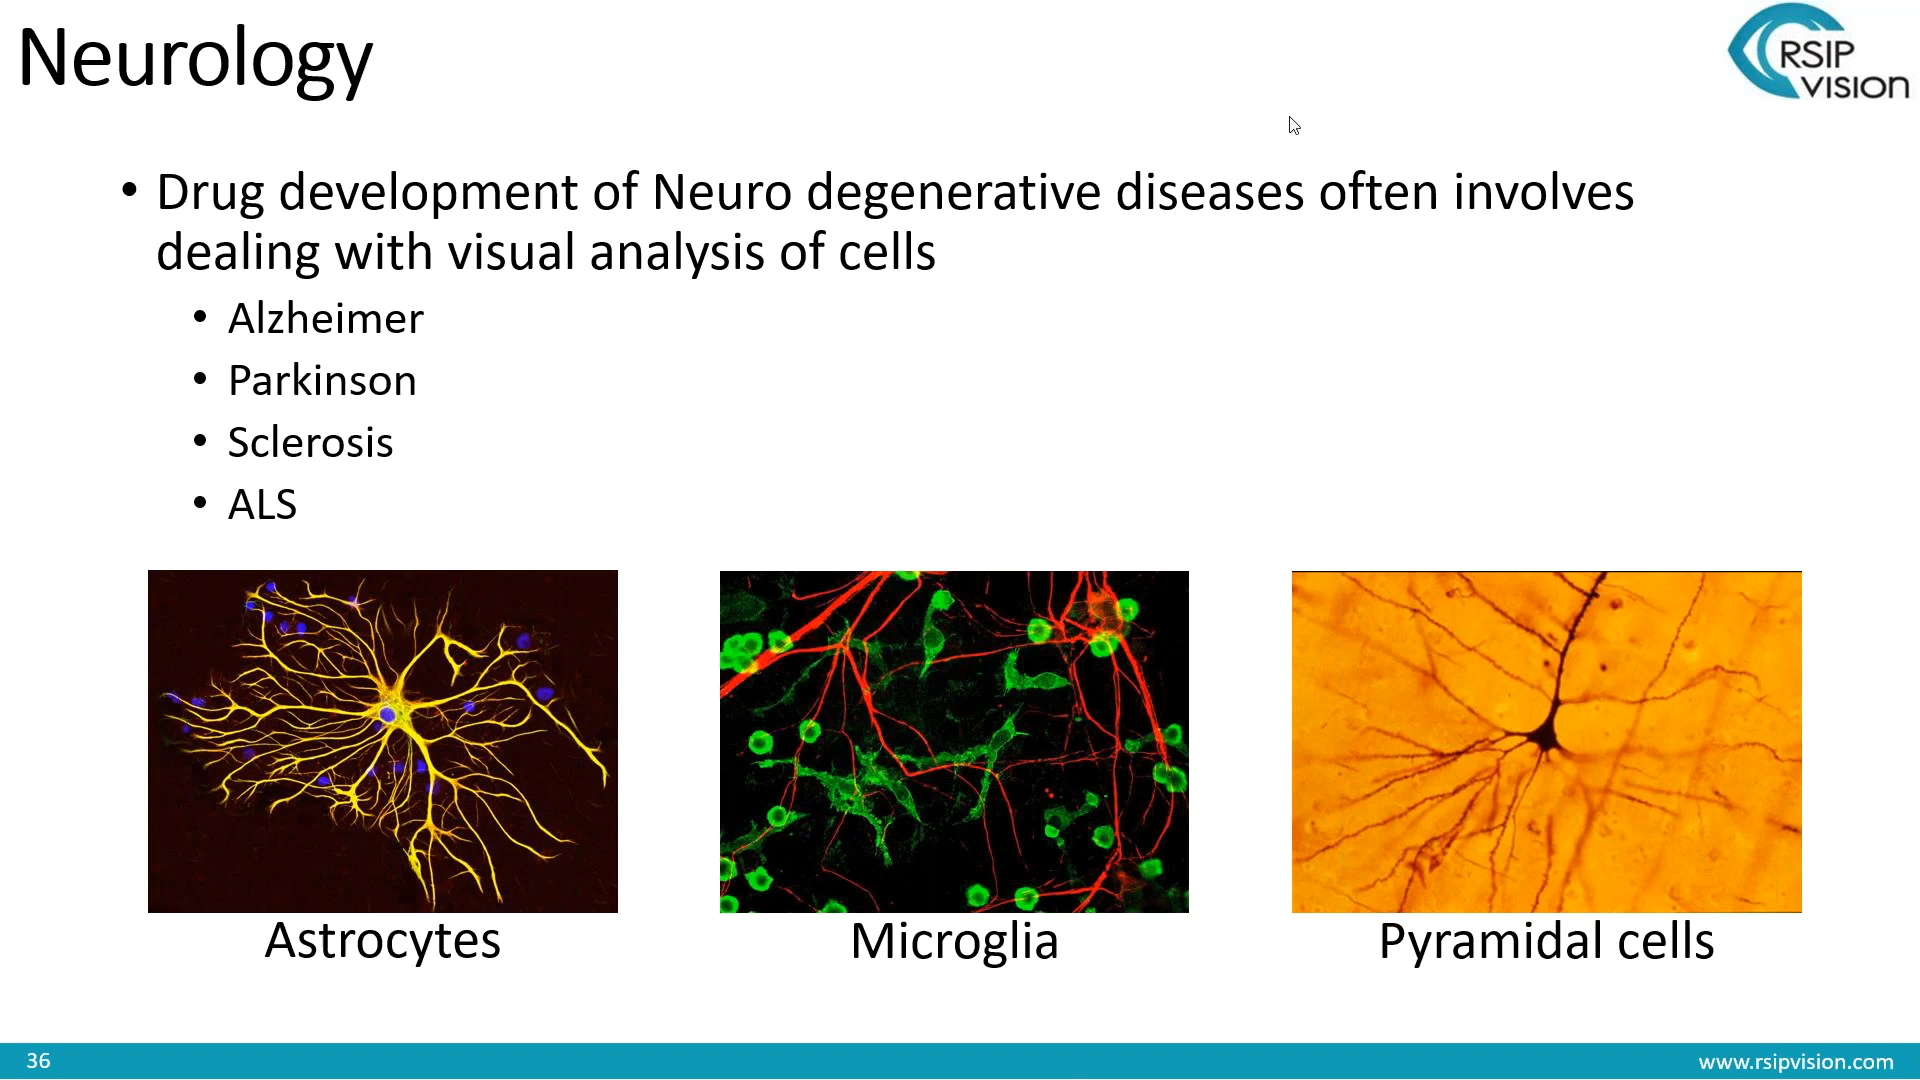 Neurology
RSIP
VISION
• Drug development of Neuro degenerative diseases often involves
dealing with visual analysis of cells
• Alzheimer
• Parkinson
• Sclerosis
• ALS
Astrocytes
Microglia
Pyramidal cells
36
www.rsipvision.com